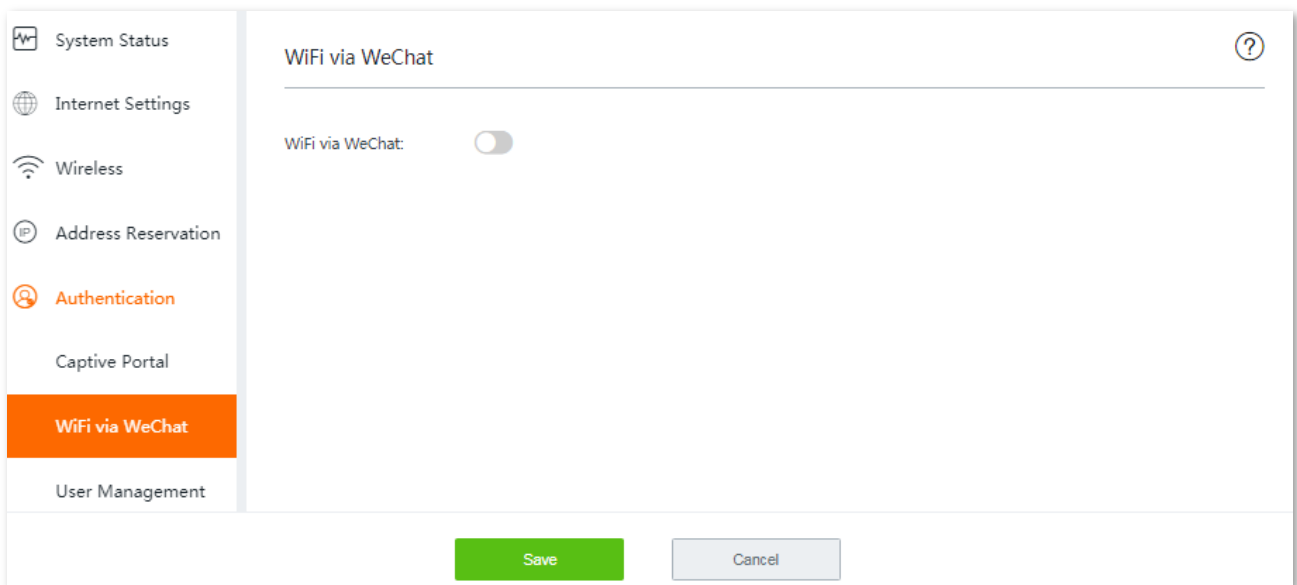 System Status
Internet Settings
Wireless
IP
Address Reservation
Authentication
Captive Portal
WiFi via WeChat
User Management
WiFi via WeChat
?
WiFi via WeChat:
Save
Cancel